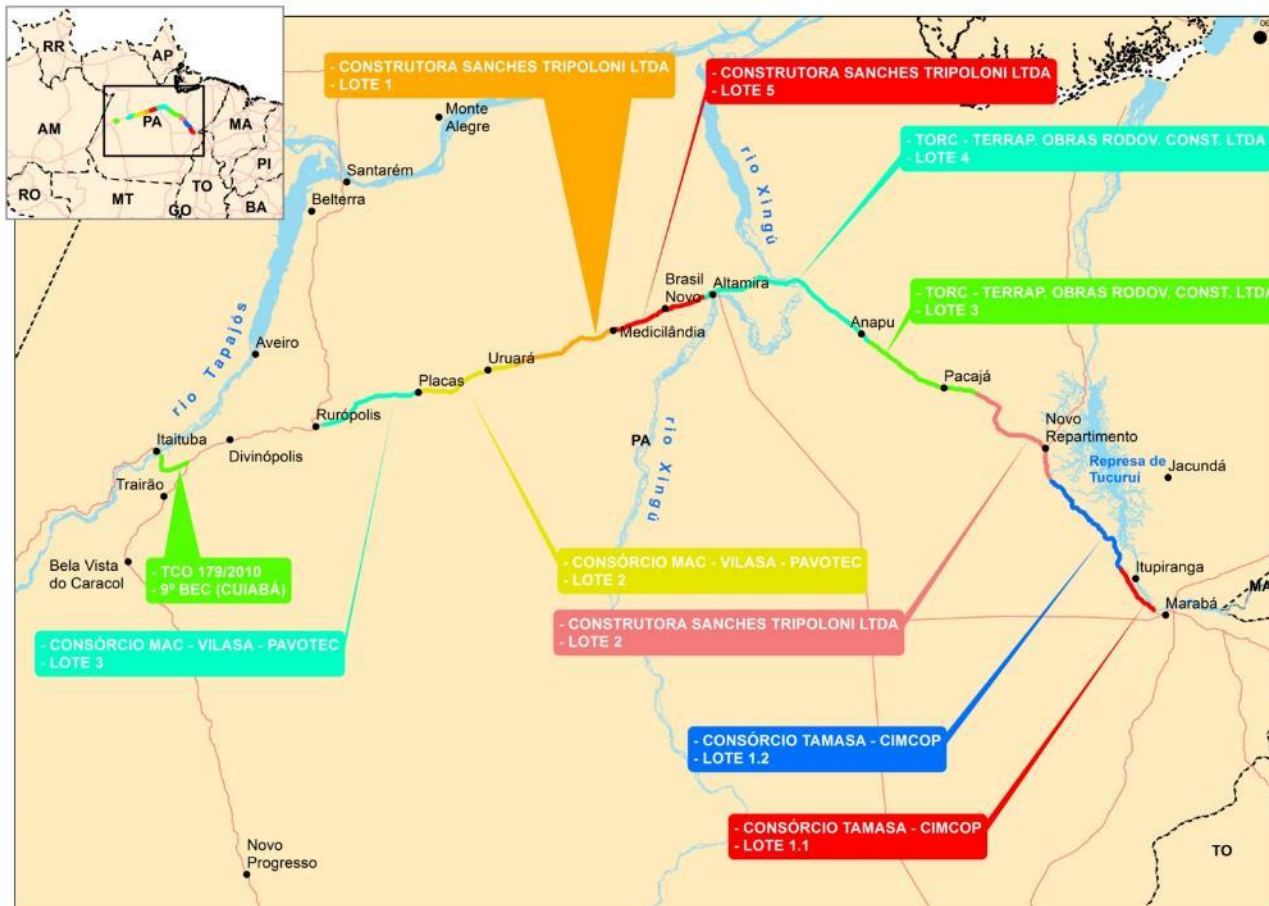 RR
AP
AM
PA
MA
PI
RO
MT
TO
GO
BA
06
- CONSTRUTORA SANCHES TRIPOLONI LTDA
- LOTE 1
- CONSTRUTORA SANCHES TRIPOLONI LTDA
- LOTE 5
- TORC - TERRAP. OBRAS RODOV. CONST. LTDA
- LOTE 4
- TORC - TERRAP. OBRAS RODOV. CONST. LTDA
- LOTE 3
Monte
Alegre
Santarém
Belterra
rio Xingú
rio Tapajós
Aveiro
Brasil
Novo
Altamira
Medicilândia
Anapu
Uruará
Placas
Pacajá
Rurópolis
Itaituba
Divinópolis
Trairão
Novo
Repartimento
PA
rio Xingú
Represa de
Tucuruí
Jacundá
Bela Vista
do Caracol
- TCO 179/2010
- 9º BEC (CUIABÁ)
- CONSÓRCIO MAC - VILASA - PAVOTEC
- LOTE 2
Itupiranga
MA
Marabá
- CONSTRUTORA SANCHES TRIPOLONI LTDA
- LOTE 2
- CONSÓRCIO MAC - VILASA - PAVOTEC
- LOTE 3
- CONSÓRCIO TAMASA - CIMCOP
- LOTE 1.2
- CONSÓRCIO TAMASA - CIMCOP
- LOTE 1.1
Novo
Progresso
TO